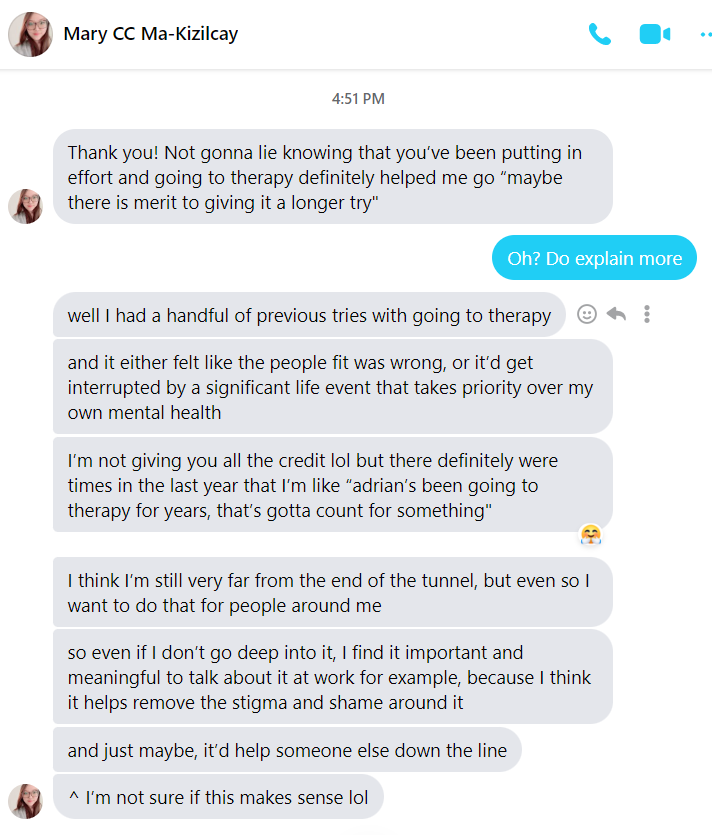 Mary CC Ma-Kizilcay
4:51 PM
Thank you! Not gonna lie knowing that you've been putting in
effort and going to therapy definitely helped me go “maybe
there is merit to giving it a longer try"
Oh? Do explain more
well I had a handful of previous tries with going to therapy
and it either felt like the people fit was wrong, or it’d get
interrupted by a significant life event that takes priority over my
own mental health
I’m not giving you all the credit lol but there definitely were
times in the last year that I’m like “adrian’s been going to
therapy for years, that’s gotta count for something"
I think I’m still very far from the end of the tunnel, but even so I
want to do that for people around me
so even if I don’t go deep into it, I find it important and
meaningful to talk about it at work for example, because I think
it helps remove the stigma and shame around it
and just maybe, it’d help someone else down the line
^ I’m not sure if this makes sense lol